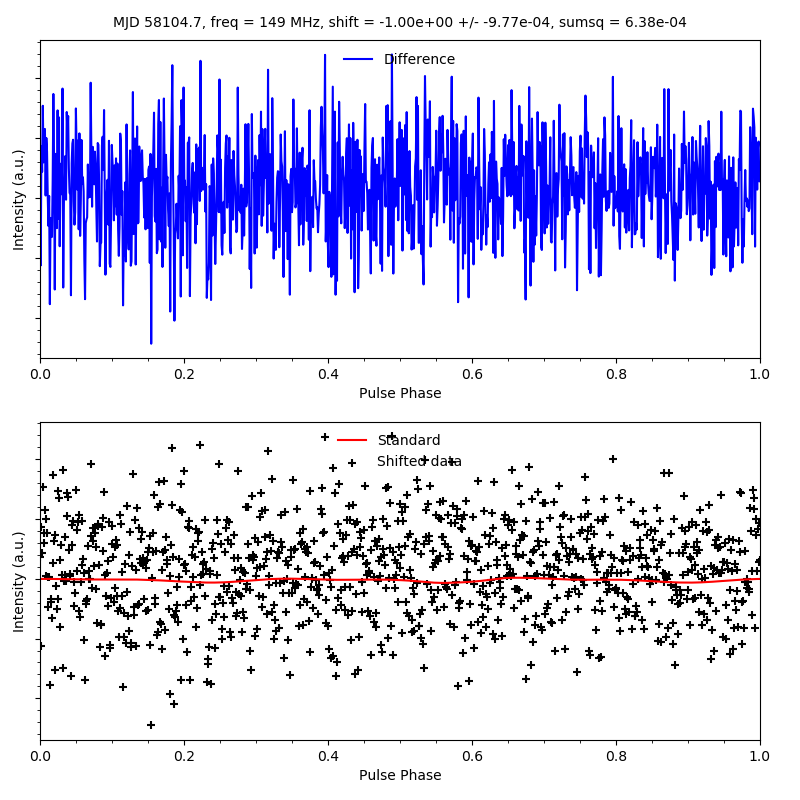 MJD 58104.7, freq = 149 MHz, shift = -1.00e+00 +/- -9.77e-04, sumsq = 6.38e-04
Difference
Intensity (a.u.)
0.0 0.2 0.4 0.6 0.8 1.0
Pulse Phase
Standard
Shifted data
Intensity (a.u.)
0.0 0.2 0.4 0.6 0.8 1.0
Pulse Phase